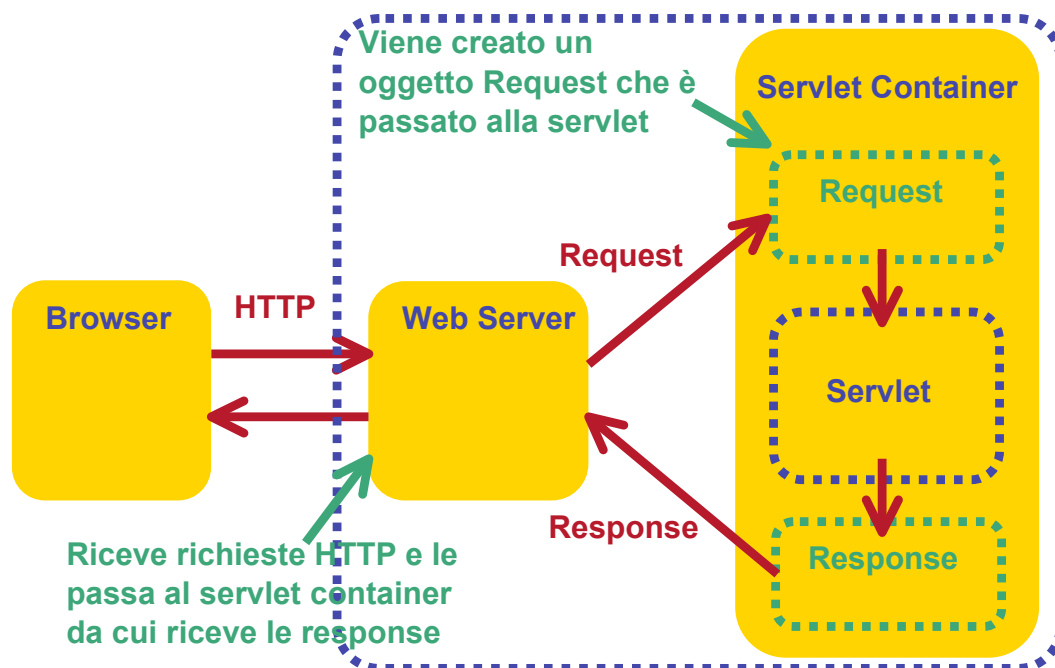 Viene creato un
oggetto Request che è
passato alla servlet
Servlet Container
Request
Request
HTTP
Browser
Web Server
Servlet
Response
Response
Riceve richieste HTTP e le
passa al servlet container
da cui riceve le response